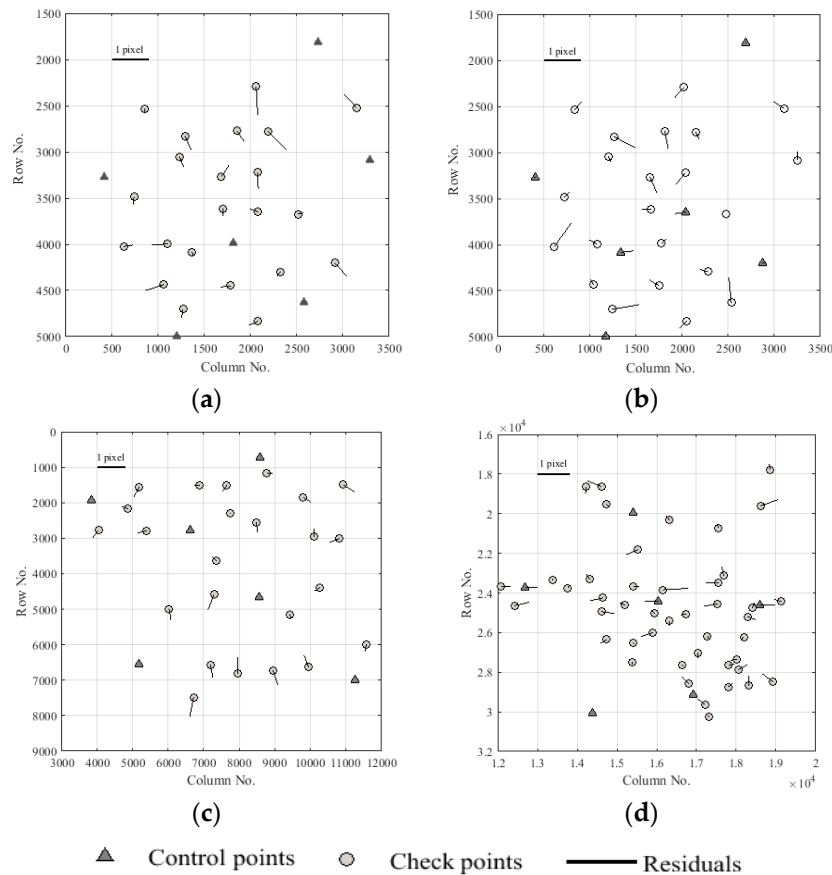 1500
2000
2500
3000
3500
4000
4500
5000
Row No.
1 pixel
0 500 1000 1500 2000 2500 3000 3500
Column No.
(a)
1500
2000
2500
3000
3500
4000
4500
5000
Row No.
1 pixel
0 500 1000 1500 2000 2500 3000 3500
Column No.
(b)
0
1000
2000
3000
4000
5000
6000
7000
8000
9000
Row No.
1 pixel
3000 4000 5000 6000 7000 8000 9000 10000 11000 12000
Column No.
(c)
×10⁴
1.6
1.8
2
2.2
2.4
2.6
2.8
3
3.2
Row No.
1 pixel
1.2 1.3 1.4 1.5 1.6 1.7 1.8 1.9 2
Column No.
×10⁴
(d)
Control points Check points Residuals